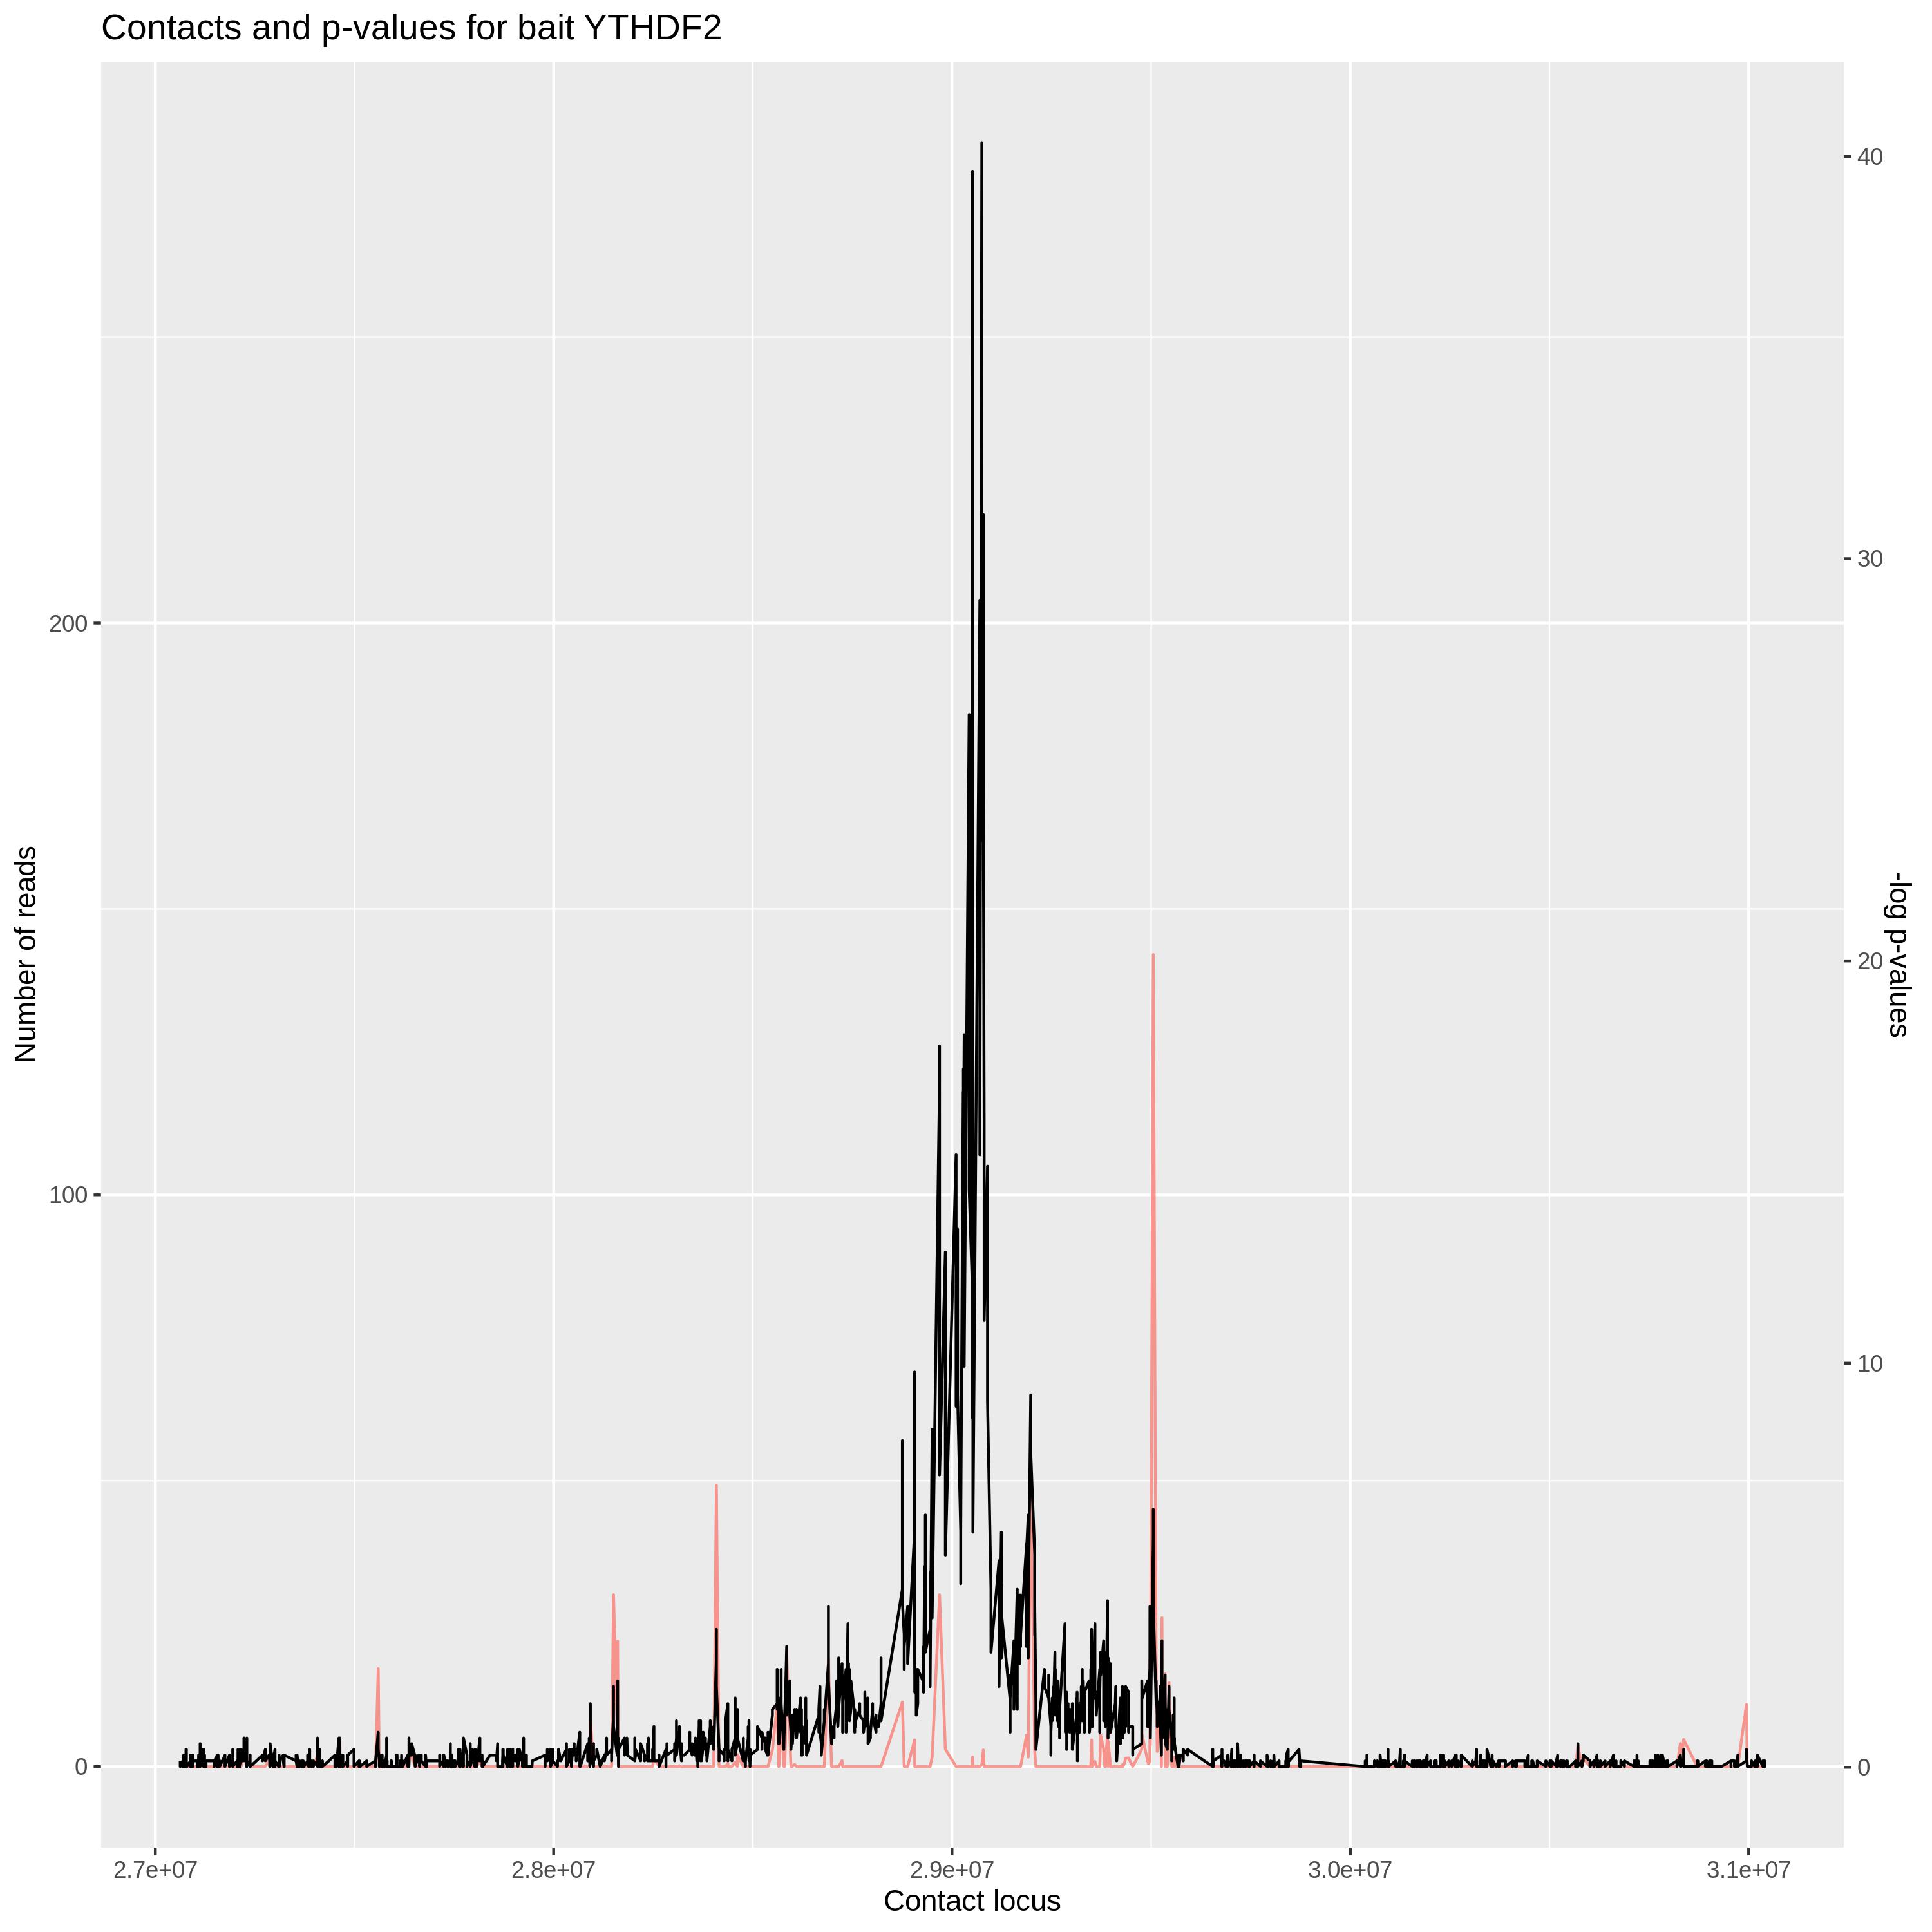 Contacts and p-values for bait YTHDF2
Number of reads
200
100
0
40
30
20
10
0
-log p-values
2.7e+07
2.8e+07
2.9e+07
3.0e+07
3.1e+07
Contact locus